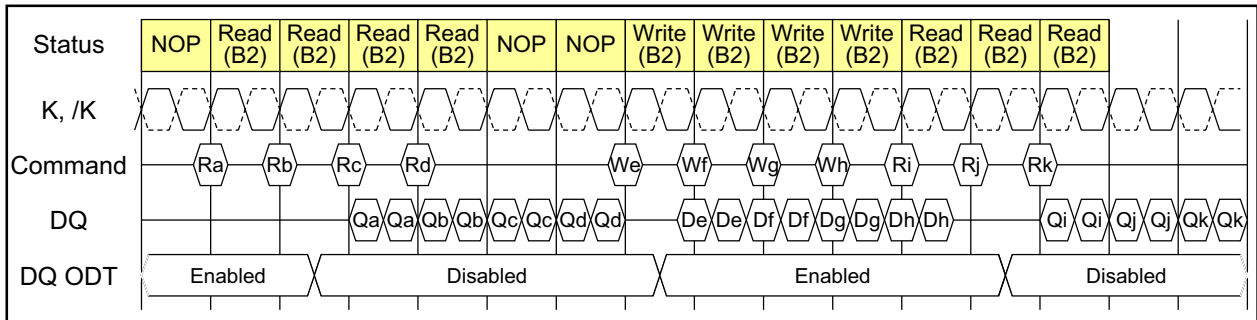 Status NOP Read (B2) Read (B2) Read (B2) Read (B2) NOP NOP Write (B2) Write (B2) Write (B2) Write (B2) Read (B2) Read (B2) Read (B2)
K, /K
Command Ra Rb Rc Rd We Wf Wg Wh Ri Rj Rk
DQ Qa Qa Qb Qb Qc Qc Qd Qd De De Df Df Dg Dg Dh Dh Qi Qi Qj Qj Qk Qk
DQ ODT Enabled Disabled Enabled Disabled